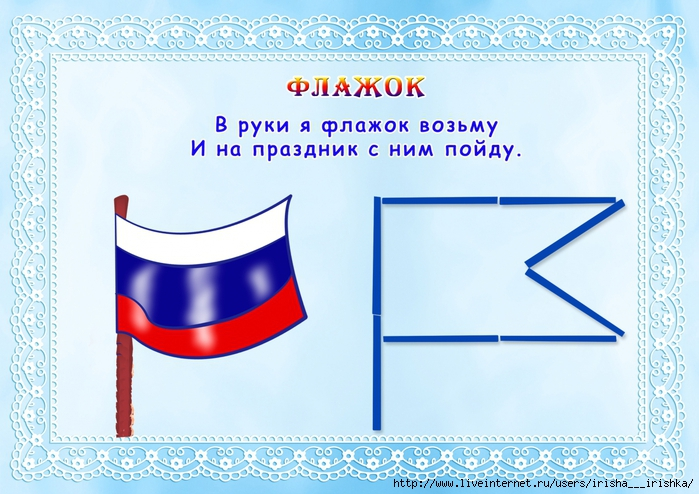 ФЛАЖОК
В руки я флажок возьму
И на праздник с ним пойду.
http://www.liveinternet.ru/users/irisha___irishka/